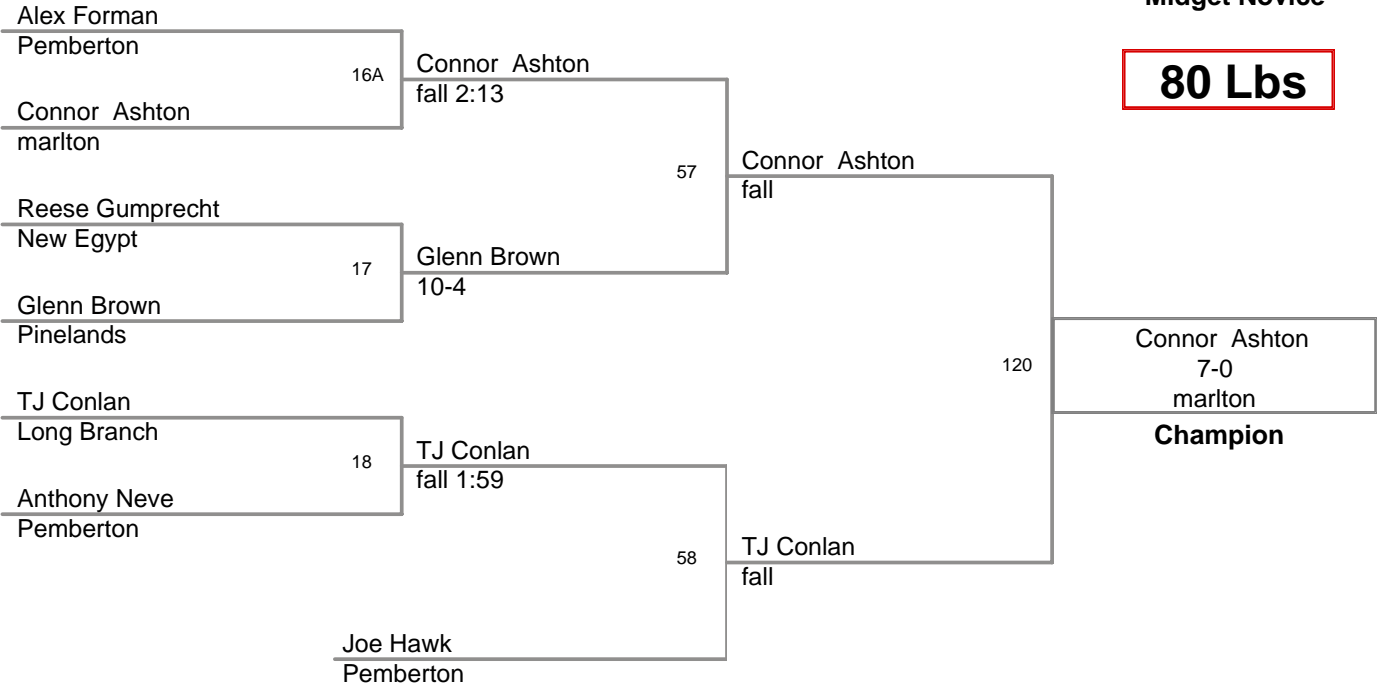 Midget Novice
80 Lbs
Alex Forman
Pemberton
16A
Connor Ashton
marlton
Connor Ashton
fall 2:13
Reese Gumprecht
New Egypt
17
Glenn Brown
Pinelands
Glenn Brown
10-4
57
Connor Ashton
fall
TJ Conlan
Long Branch
18
Anthony Neve
Pemberton
TJ Conlan
fall 1:59
58
Joe Hawk
Pemberton
TJ Conlan
fall
120
Connor Ashton
7-0
marlton
Champion